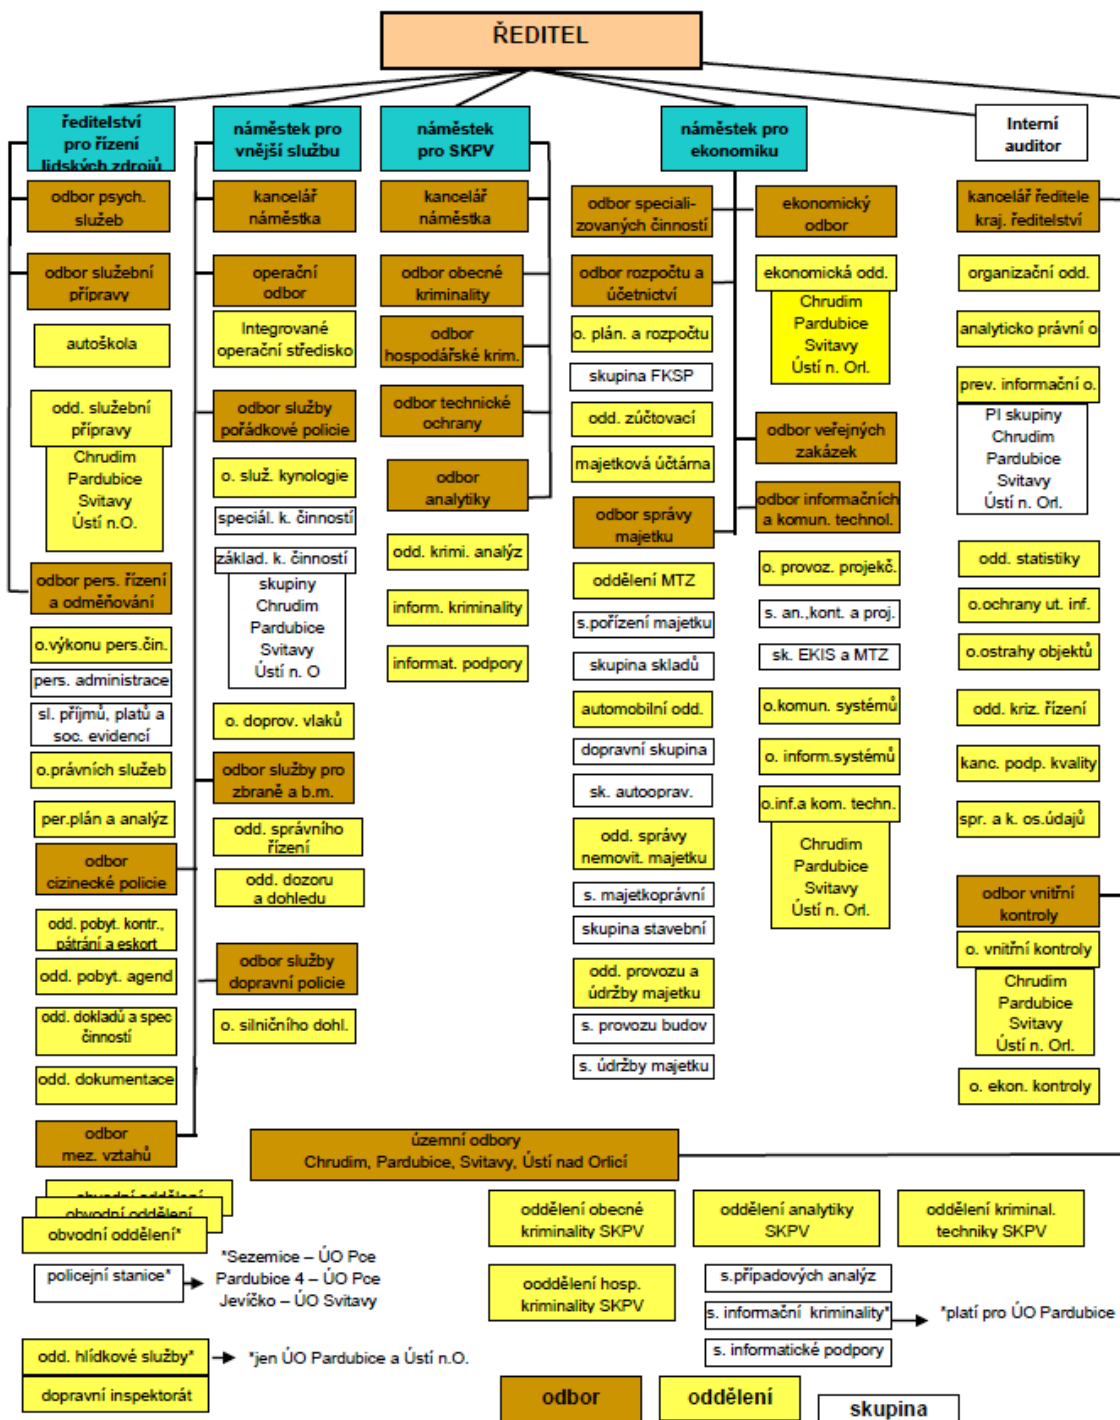 ŘEDITEL
ředitelství
pro řízení
lidských zdrojů
náměstek pro
vnější službu
náměstek
pro SKPV
náměstek pro
ekonomiku
Interní
auditor
odbor psych.
služeb
odbor služební
přípravy
autoškola
odd. služební
přípravy
Chrudim
Pardubice
Svitavy
Ústí n.O.
odbor pers. řízení
a odměňování
o.výkonu pers.čin.
pers. administrace
sl. příjmů, platů a
soc. evidencí
o.právních služeb
per.plán a analýz
odbor
cizinecké policie
odd. pobyt. kontr.,
pátrání a eskort
odd. pobyt. agend
odd. dokladů a spec
činností
odd. dokumentace
odbor
mez. vztahů
kancelář
náměstka
operační
odbor
Integrované
operační středisko
odbor služby
pořádkové policie
o. služ. kynologie
speciál. k. činností
základ. k. činností
skupiny
Chrudim
Pardubice
Svitavy
Ústí n. O
o. doprov. vlaků
odbor služby pro
zbraně a b.m.
odd. správního
řízení
odd. dozoru
a dohledu
odbor služby
dopravní policie
o. silničního dohl.
kancelář
náměstka
odbor obecné
kriminality
odbor
hospodářské krim.
odbor technické
ochrany
odbor
analytiky
odd. krimi. analýz
inform. kriminality
informat. podpory
odbor speciali-
zovaných činností
odbor rozpočtu a
účetnictví
o. plán. a rozpočtu
skupina FKSP
odd. zúčtovací
majetková účtárna
odbor správy
majetku
oddělení MTZ
s.pořízení majetku
skupina skladů
automobilní odd.
dopravní skupina
sk. autooprav.
odd. správy
nemovit. majetku
s. majetkoprávní
skupina stavební
odd. provozu a
údržby majetku
s. provozu budov
s. údržby majetku
ekonomický
odbor
ekonomická odd.
Chrudim
Pardubice
Svitavy
Ústí n. Orl.
odbor veřejných
zakázek
odbor informačních
a komun. technol.
o. provoz. projekč.
s. an.,kont. a proj.
sk. EKIS a MTZ
o.komun. systémů
o. inform.systémů
o.inf.a kom. techn.
Chrudim
Pardubice
Svitavy
Ústí n. Orl.
kancelář ředitele
kraj. ředitelství
organizační odd.
analyticko právní o
prev. informační o.
PI skupiny
Chrudim
Pardubice
Svitavy
Ústí n. Orl.
odd. statistiky
o.ochrany ut. inf.
o.ostrahy objektů
odd. kriz. řízení
kanc. podp. kvality
spr. a k. os.údajů
odbor vnitřní
kontroly
o. vnitřní kontroly
Chrudim
Pardubice
Svitavy
Ústí n. Orl.
o. ekon. kontroly
územní odbory
Chrudim, Pardubice, Svitavy, Ústí nad Orlicí
obvodní oddělení
obvodní oddělení
obvodní oddělení*
policejní stanice*
*Sezemice – ÚO Pce
Pardubice 4 – ÚO Pce
Jevíčko – ÚO Svitavy
odd. hlídkové služby*
*jen ÚO Pardubice a Ústí n.O.
dopravní inspektorát
oddělení obecné
kriminality SKPV
oddělení analytiky
SKPV
oddělení kriminal.
techniky SKPV
ooddělení hosp.
kriminality SKPV
s.případových analýz
s. informační kriminality*
*platí pro ÚO Pardubice
s. informatické podpory
odbor
oddělení
skupina